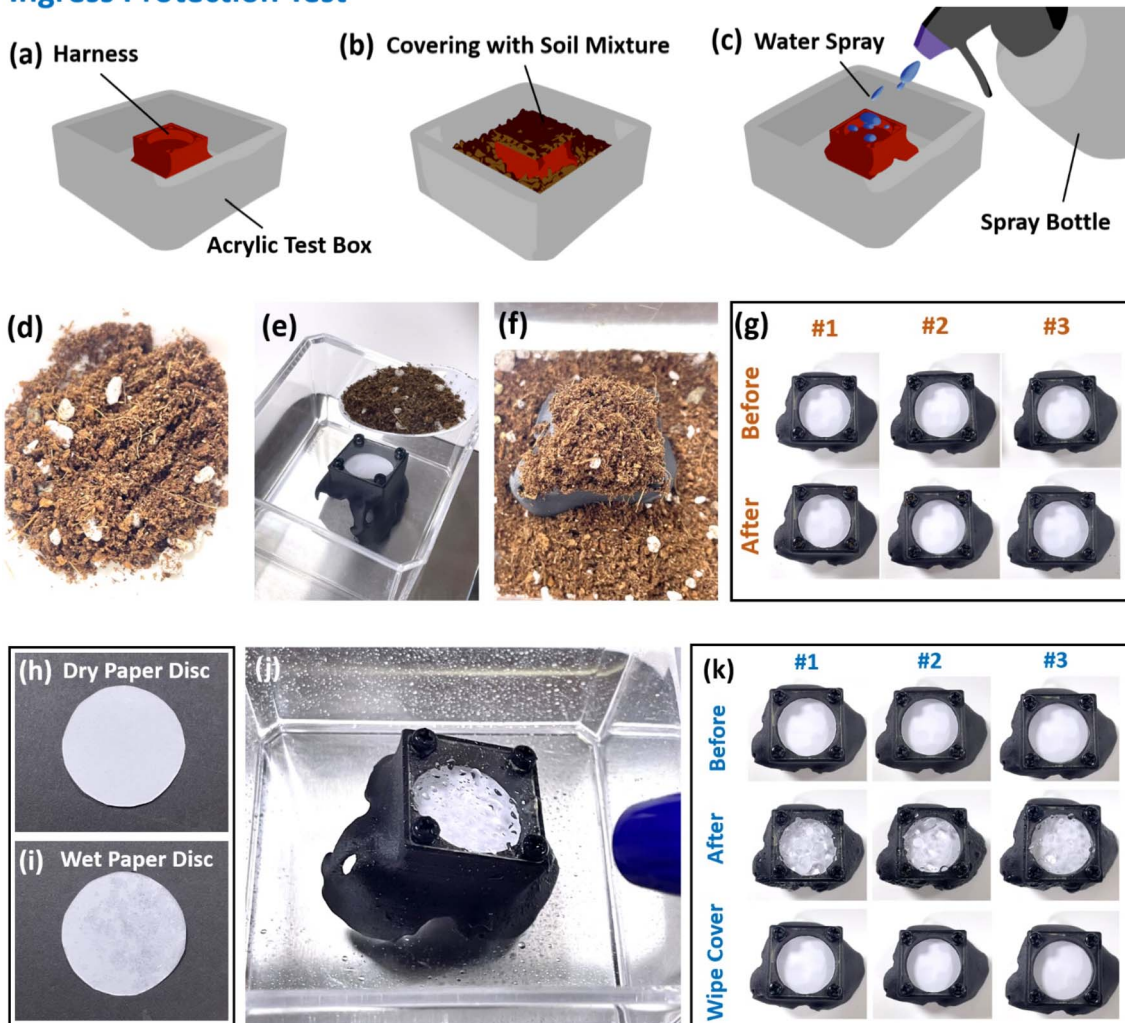 Ingress Protection Test
(a) Harness
Acrylic Test Box
(b) Covering with Soil Mixture
(c) Water Spray
Spray Bottle
(d)
(e)
(f)
(g)
#1 #2 #3
Before
After
(h) Dry Paper Disc
(i) Wet Paper Disc
(j)
(k)
#1 #2 #3
Before
After
Wipe Cover